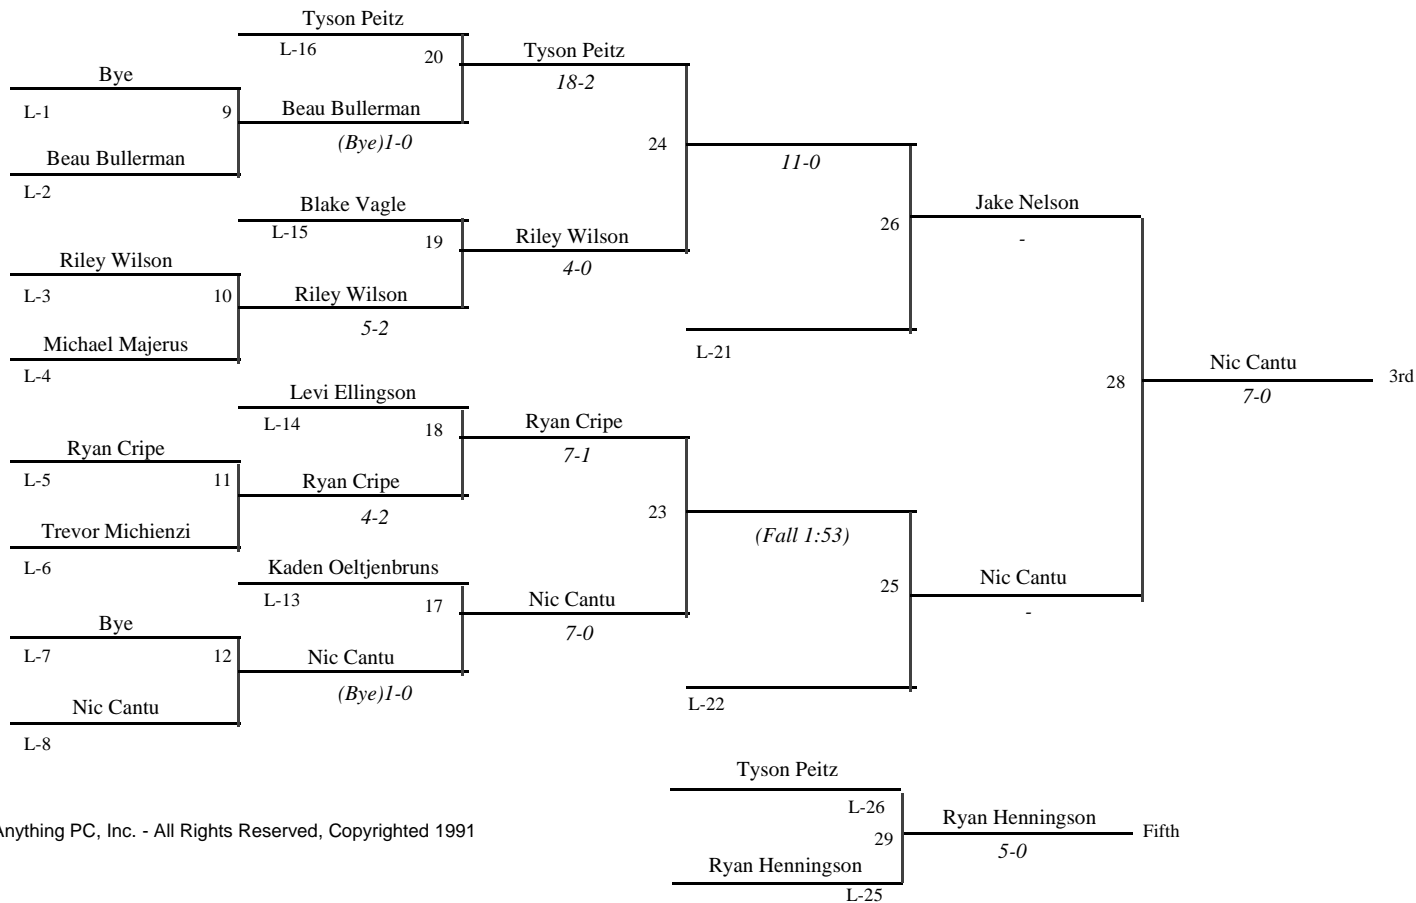 Tyson Peitz
L-16
20
Tyson Peitz
18-2
Bye
L-1
9
Beau Bullerman
(Bye)1-0
Beau Bullerman
L-2
24
11-0
Blake Vagle
L-15
19
Riley Wilson
4-0
Riley Wilson
L-3
10
Riley Wilson
5-2
Michael Majerus
L-4
26
Jake Nelson
-
L-21
Levi Ellingson
L-14
18
Ryan Cripe
7-1
Ryan Cripe
L-5
11
Ryan Cripe
4-2
Trevor Michienzi
L-6
23
(Fall 1:53)
Kaden Oeltjenbruns
L-13
17
Nic Cantu
7-0
Bye
L-7
12
Nic Cantu
(Bye)1-0
Nic Cantu
L-8
25
Nic Cantu
-
L-22
28
Nic Cantu
7-0
3rd
Tyson Peitz
L-26
29
Ryan Henningson
5-0
Fifth
Ryan Henningson
L-25
Anything PC, Inc. - All Rights Reserved, Copyrighted 1991